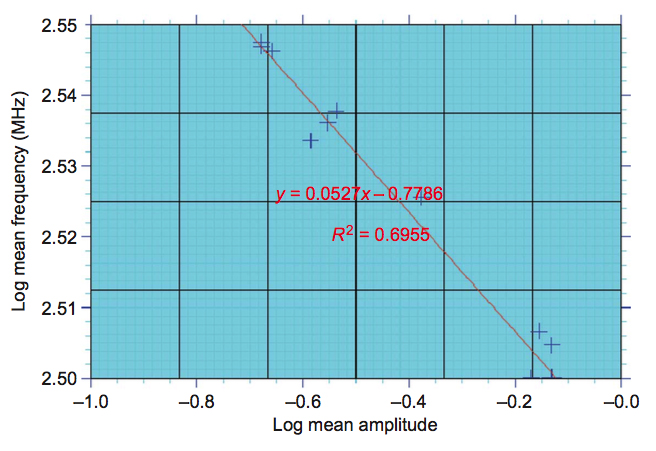 2.55
2.54
2.53
2.52
2.51
2.50
Log mean frequency (MHz)
y = 0.0527x – 0.7786
R² = 0.6955
–1.0 –0.8 –0.6 –0.4 –0.2 –0.0
Log mean amplitude